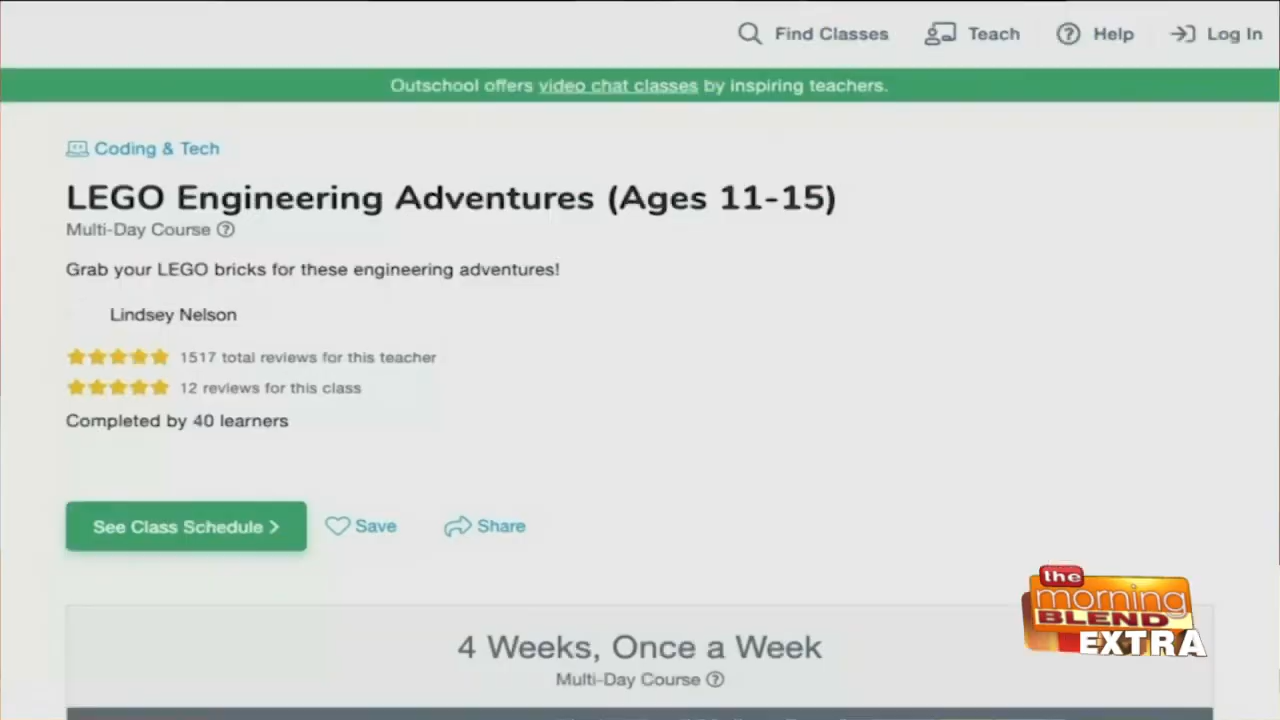 Find Classes Teach Help Log In
Outschool offers video chat classes by inspiring teachers.
Coding & Tech
LEGO Engineering Adventures (Ages 11-15)
Multi-Day Course
Grab your LEGO bricks for these engineering adventures!
Lindsey Nelson
1517 total reviews for this teacher
12 reviews for this class
Completed by 40 learners
See Class Schedule >
Save Share
the
morning
BLEND
EXTRA
4 Weeks, Once a Week
Multi-Day Course